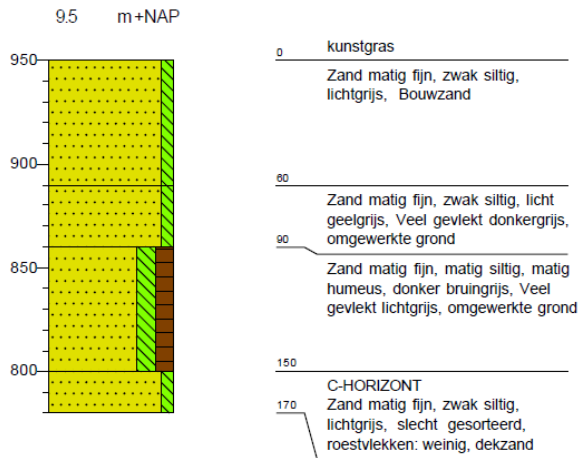 9.5 m+NAP
950
900
850
800
0 kunstgras
Zand matig fijn, zwak siltig,
lichtgrijs, Bouwzand
60
Zand matig fijn, zwak siltig, licht
geelgrijs, Veel gevlekt donkergrijs,
omgewerkte grond
90
Zand matig fijn, matig siltig, matig
humeus, donker bruingrijs, Veel
gevlekt lichtgrijs, omgewerkte grond
150
C-HORIZONT
Zand matig fijn, zwak siltig,
lichtgrijs, slecht gesorteerd,
roestvlekken: weinig, dekzand
170